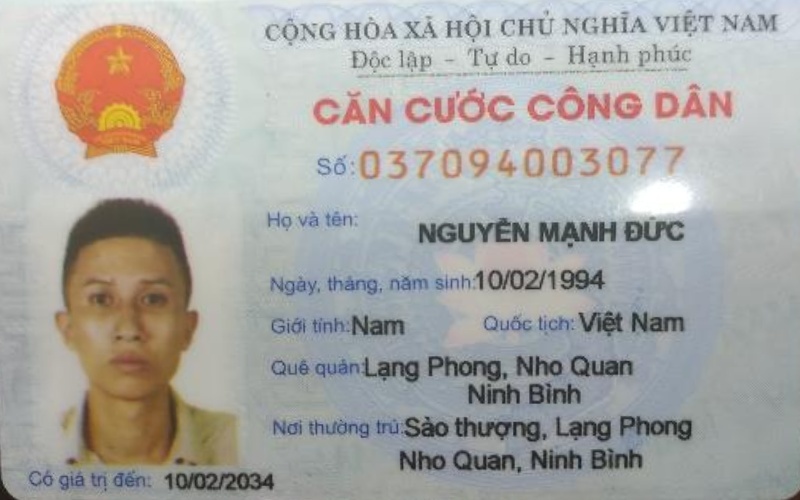 CỘNG HÒA XÃ HỘI CHỦ NGHĨA VIỆT NAM
Độc lập - Tự do - Hạnh phúc
CĂN CƯỚC CÔNG DÂN
Số: 037094003077
Họ và tên: NGUYỄN MẠNH ĐỨC
Ngày, tháng, năm sinh: 10/02/1994
Giới tính: Nam Quốc tịch: Việt Nam
Quê quán: Lạng Phong, Nho Quan
Ninh Bình
Nơi thường trú: Sào thượng, Lạng Phong
Nho Quan, Ninh Bình
Có giá trị đến: 10/02/2034